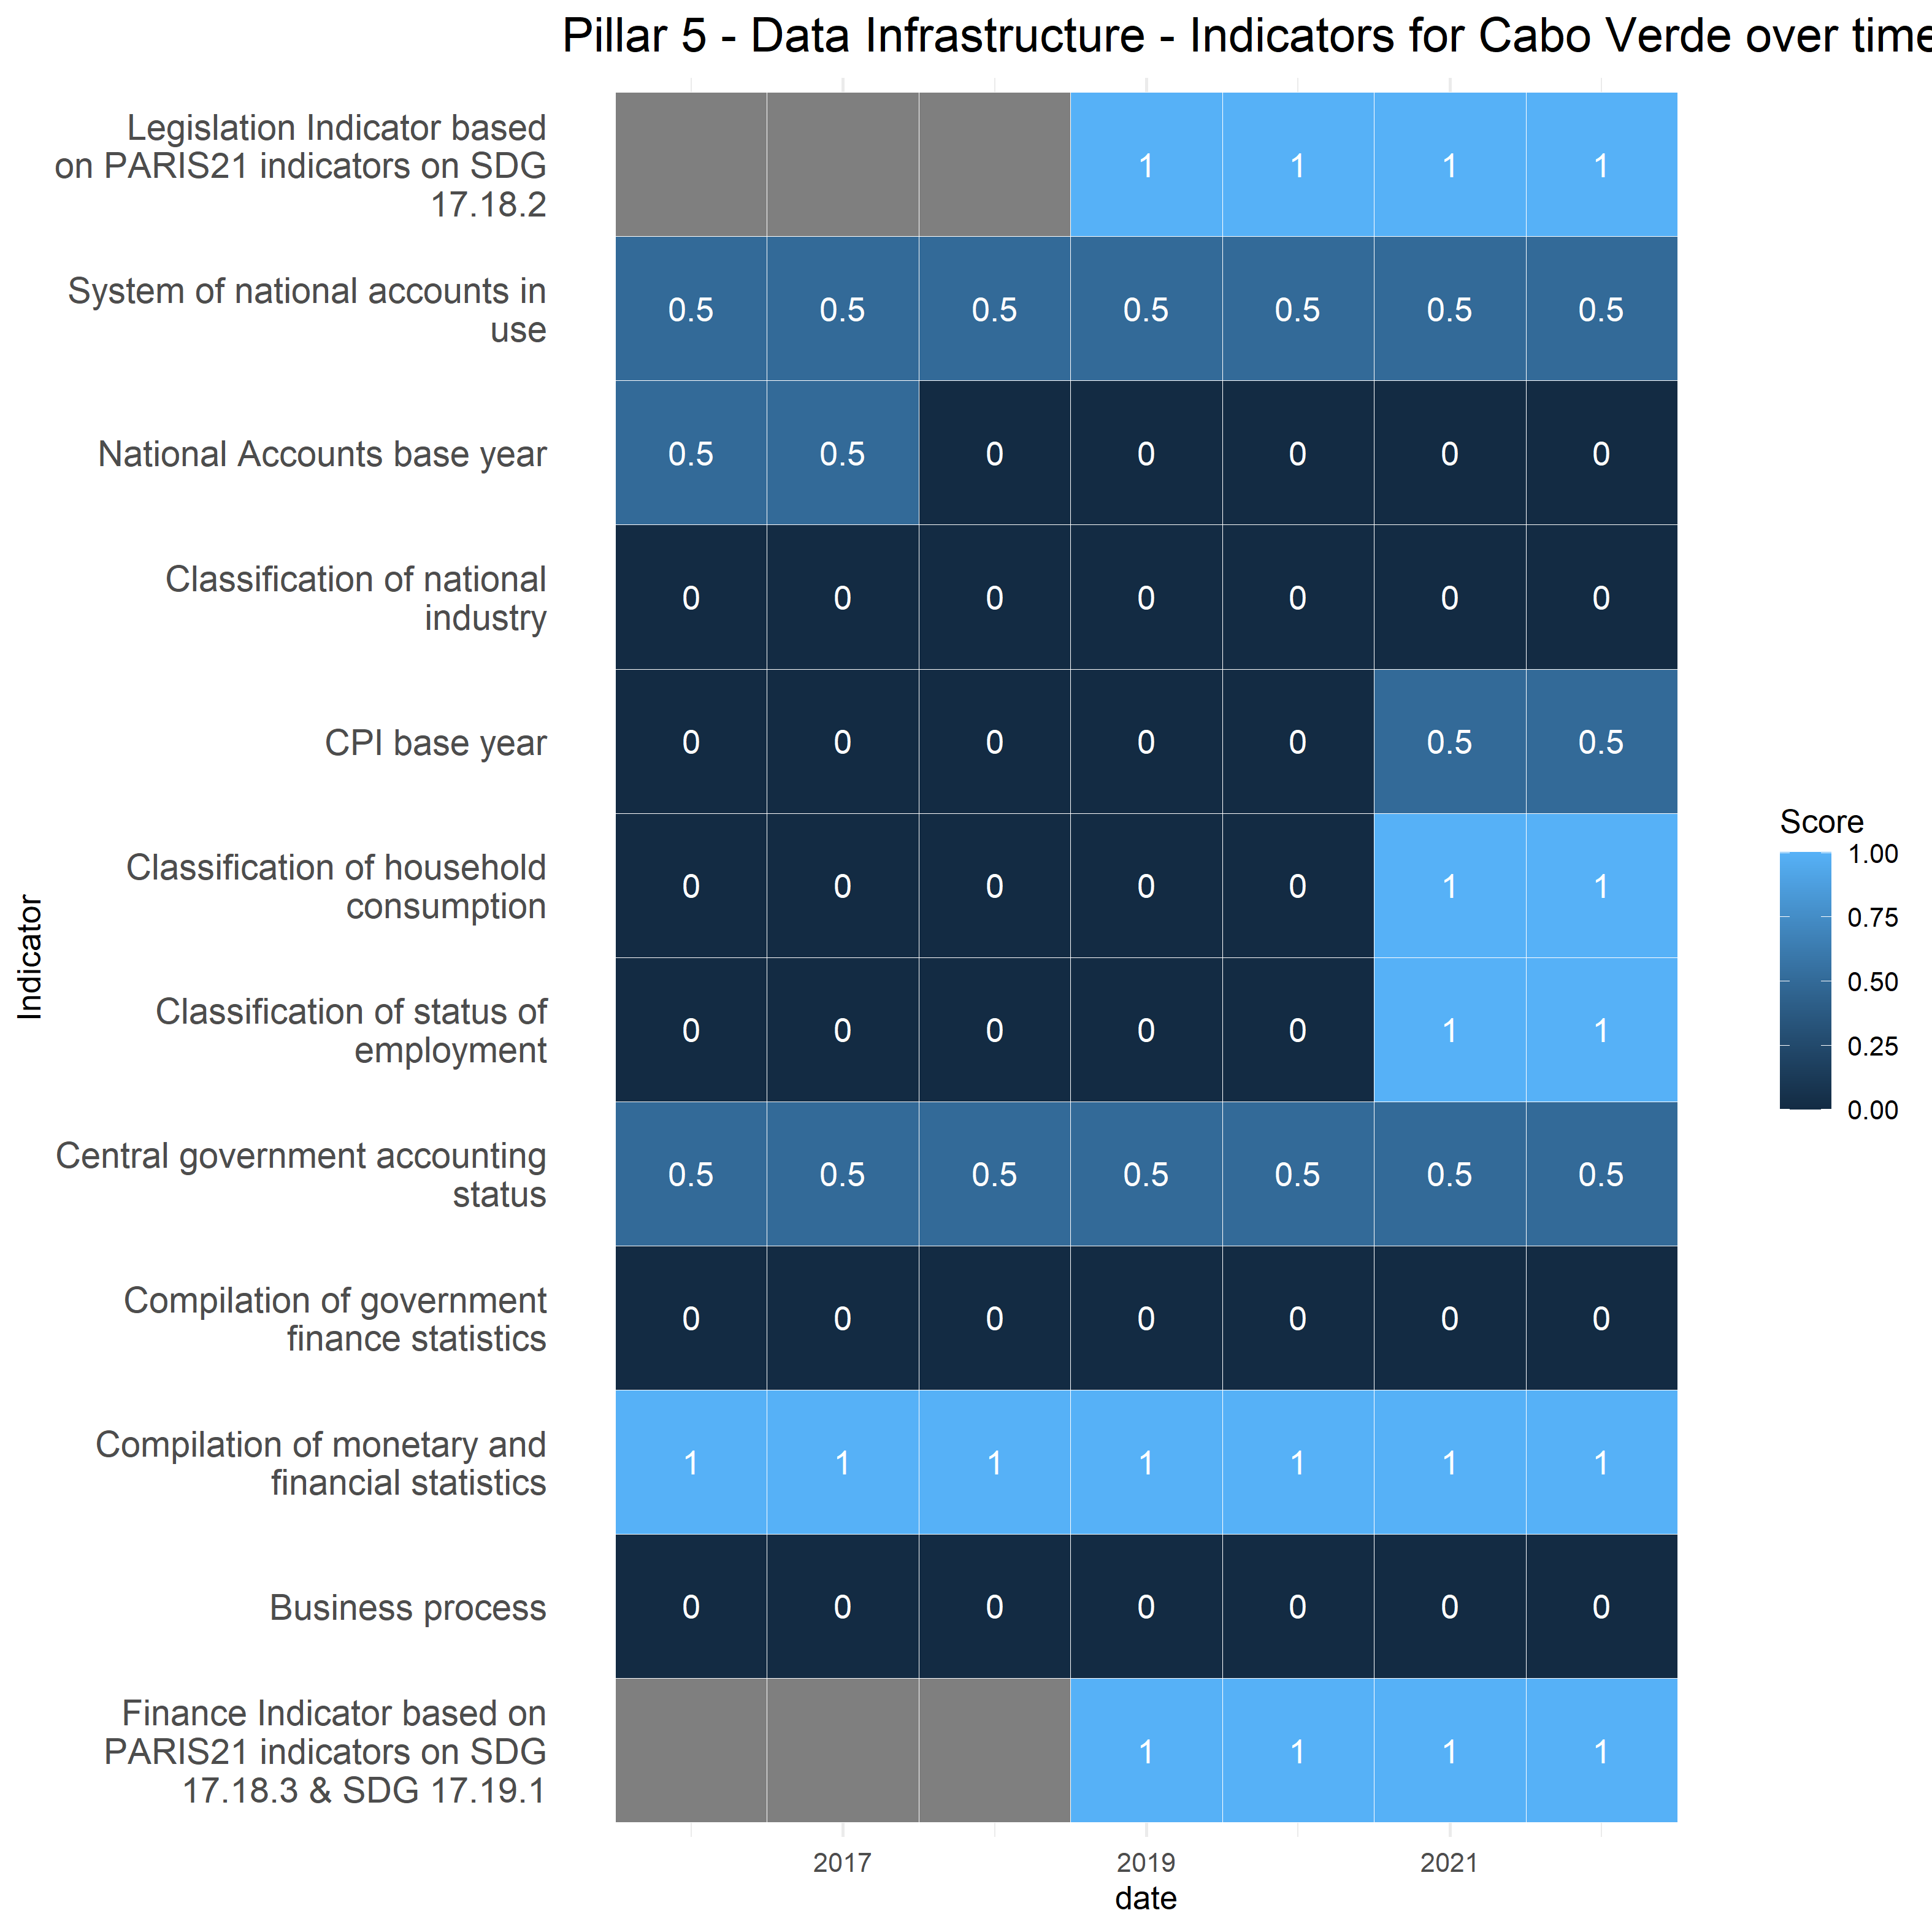 Pillar 5 - Data Infrastructure - Indicators for Cabo Verde over time
Legislation Indicator based
on PARIS21 indicators on SDG
17.18.2
1 1 1 1
System of national accounts in
use
0.5 0.5 0.5 0.5 0.5 0.5 0.5
National Accounts base year
0.5 0.5 0 0 0 0 0
Classification of national
industry
0 0 0 0 0 0 0
CPI base year
0 0 0 0 0 0.5 0.5
Classification of household
consumption
0 0 0 0 0 1 1
Classification of status of
employment
0 0 0 0 0 1 1
Central government accounting
status
0.5 0.5 0.5 0.5 0.5 0.5 0.5
Compilation of government
finance statistics
0 0 0 0 0 0 0
Compilation of monetary and
financial statistics
1 1 1 1 1 1 1
Business process
0 0 0 0 0 0 0
Finance Indicator based on
PARIS21 indicators on SDG
17.18.3 & SDG 17.19.1
1 1 1 1
2017 2019 2021
date
Indicator
Score
1.00
0.75
0.50
0.25
0.00